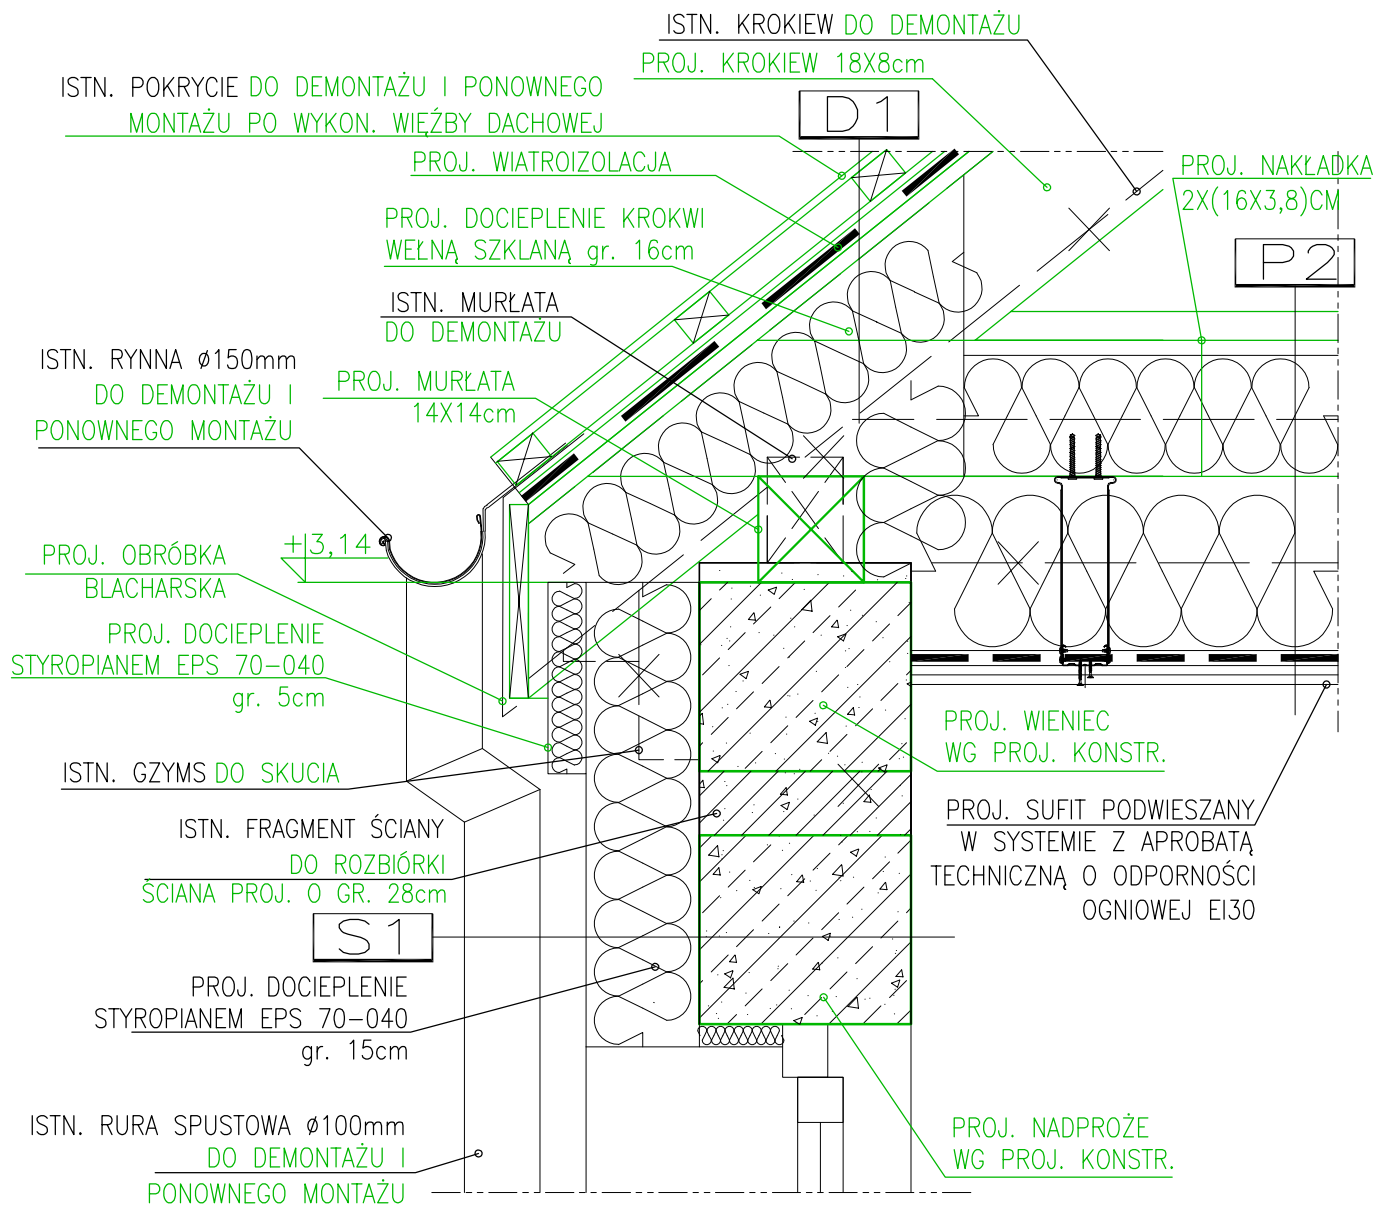 ISTN. KROKIEW DO DEMONTAŻU
PROJ. KROKIEW 18X8cm
ISTN. POKRYCIE DO DEMONTAŻU I PONOWNEGO
MONTAŻU PO WYKON. WIĘŹBY DACHOWEJ
D1
PROJ. WIATROIZOLACJA
PROJ. NAKŁADKA
2X(16X3,8)CM
PROJ. DOCIEPLENIE KROKWI
WEŁNĄ SZKLANĄ gr. 16cm
P2
ISTN. MURŁATA
DO DEMONTAŻU
ISTN. RYNNA ø150mm
DO DEMONTAŻU I
PONOWNEGO MONTAŻU
PROJ. MURŁATA
14X14cm
+3,14
PROJ. OBRÓBKA
BLACHARSKA
PROJ. DOCIEPLENIE
STYROPIANEM EPS 70-040
gr. 5cm
PROJ. WIENIEC
WG PROJ. KONSTR.
ISTN. GZYMS DO SKUCIA
PROJ. SUFIT PODWIESZANY
W SYSTEMIE Z APROBATĄ
TECHNICZNĄ O ODPORNOŚCI
OGNIOWEJ EI30
ISTN. FRAGMENT ŚCIANY
DO ROZBIÓRKI
ŚCIANA PROJ. O GR. 28cm
S1
PROJ. DOCIEPLENIE
STYROPIANEM EPS 70-040
gr. 15cm
ISTN. RURA SPUSTOWA ø100mm
DO DEMONTAŻU I
PONOWNEGO MONTAŻU
PROJ. NADPROŻE
WG PROJ. KONSTR.